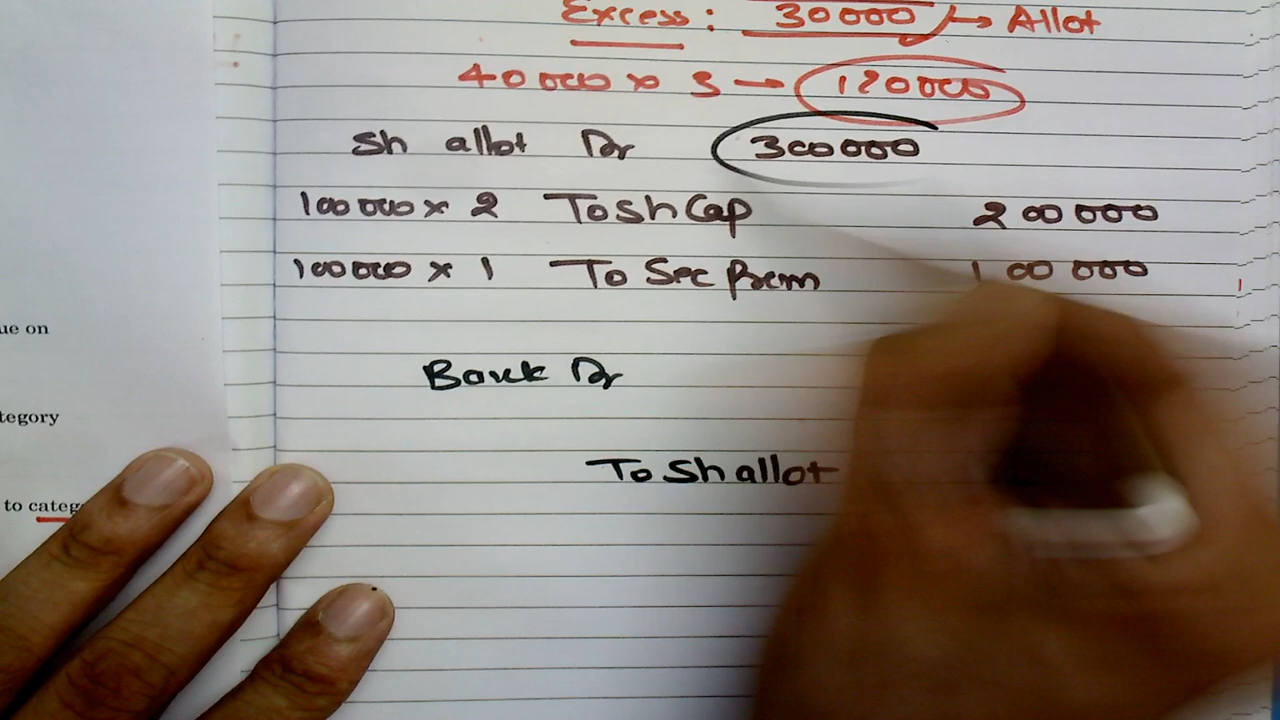 Excess: 30000 → Allot
40000 x 3 → 120000
Sh allot Dr 300000
100000 x 2 To Sh Cap 200000
100000 x 1 To Sec Prem 100000
ue on
Bank Dr
tegory
To Sh allot
to categ